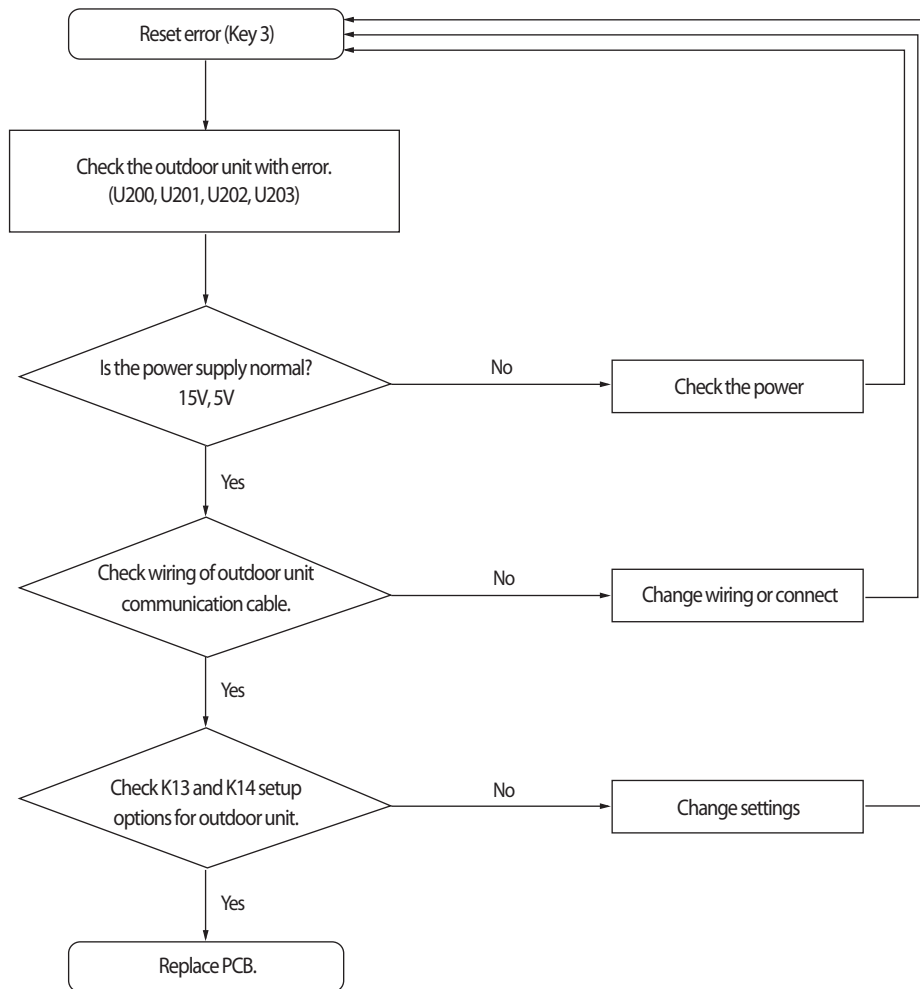 Reset error (Key 3)
Check the outdoor unit with error.
(U200, U201, U202, U203)
Is the power supply normal?
15V, 5V
No
Check the power
Yes
Check wiring of outdoor unit
communication cable.
No
Change wiring or connect
Yes
Check K13 and K14 setup
options for outdoor unit.
No
Change settings
Yes
Replace PCB.